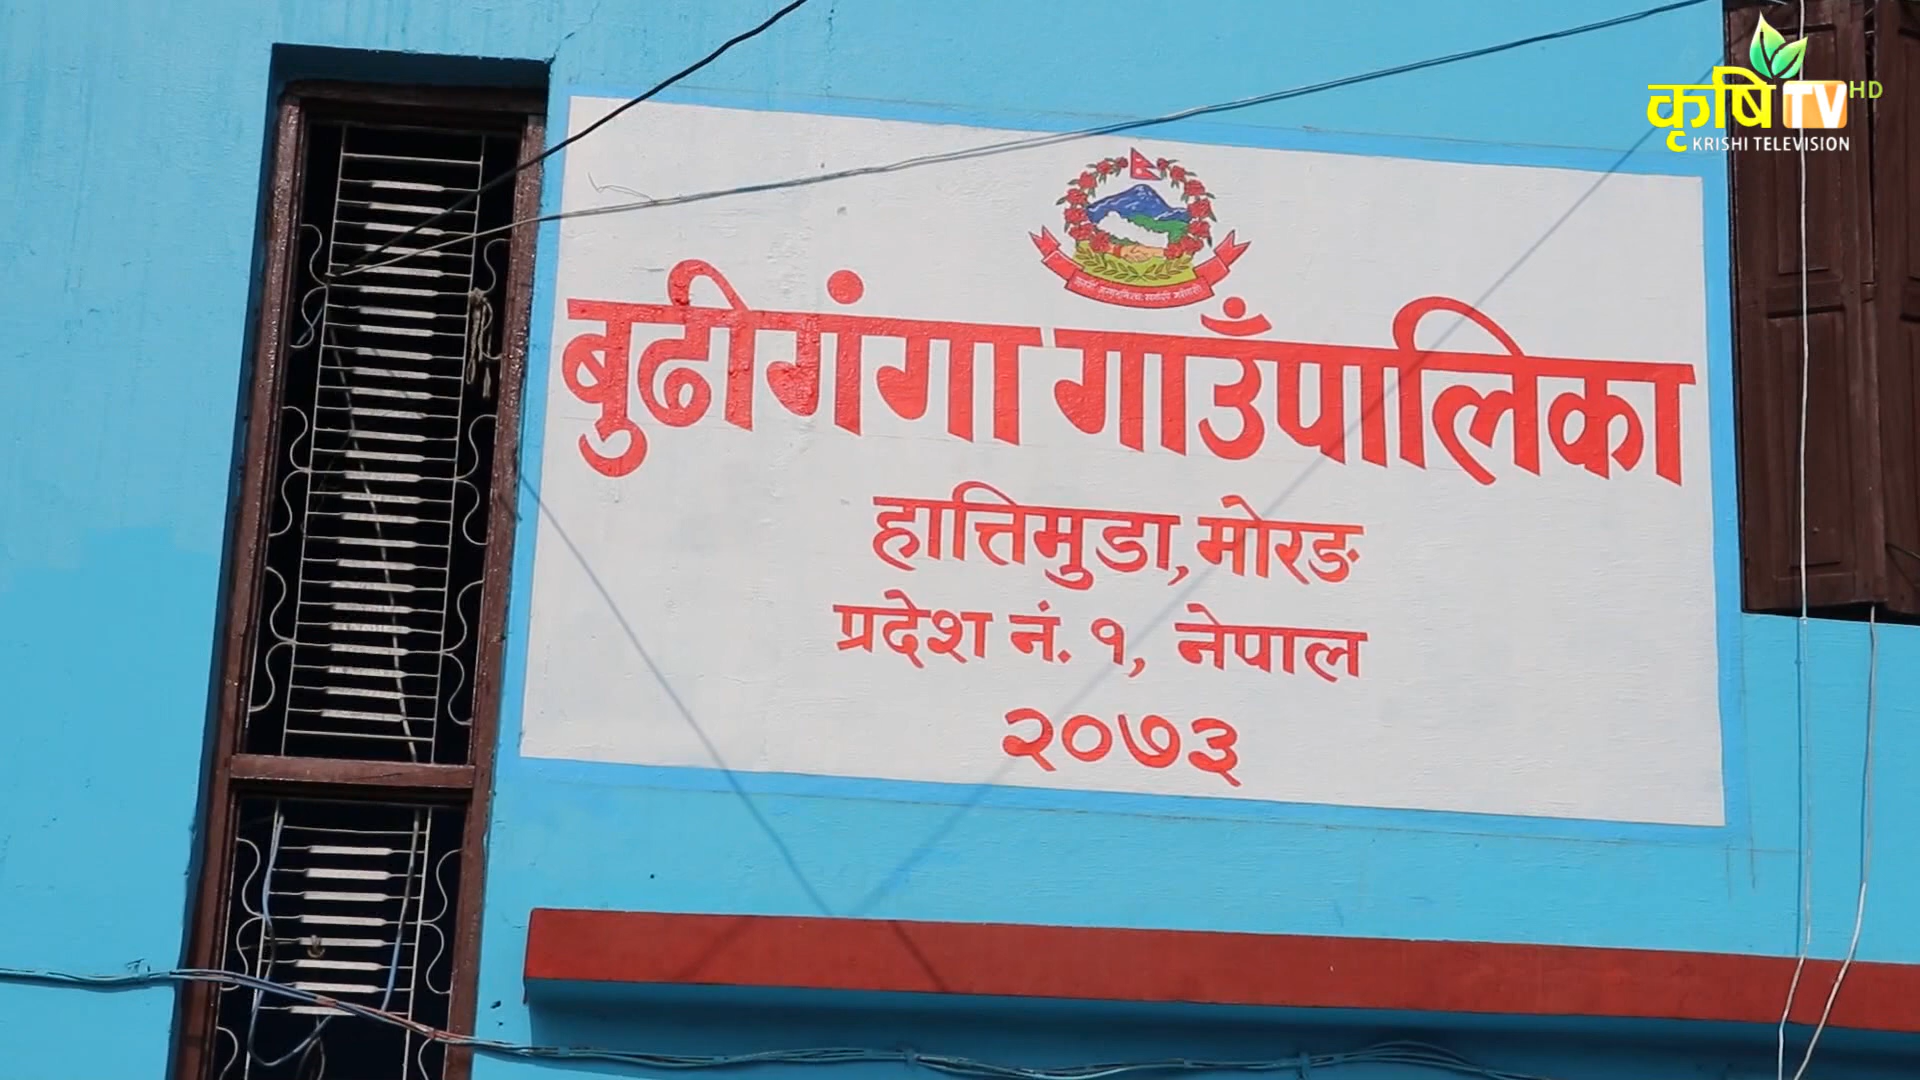 कृषि TV HD
KRISHI TELEVISION
बुढीगंगा गाउँपालिका
हात्तिमुडा, मोरङ
प्रदेश नं. १, नेपाल
२०७३